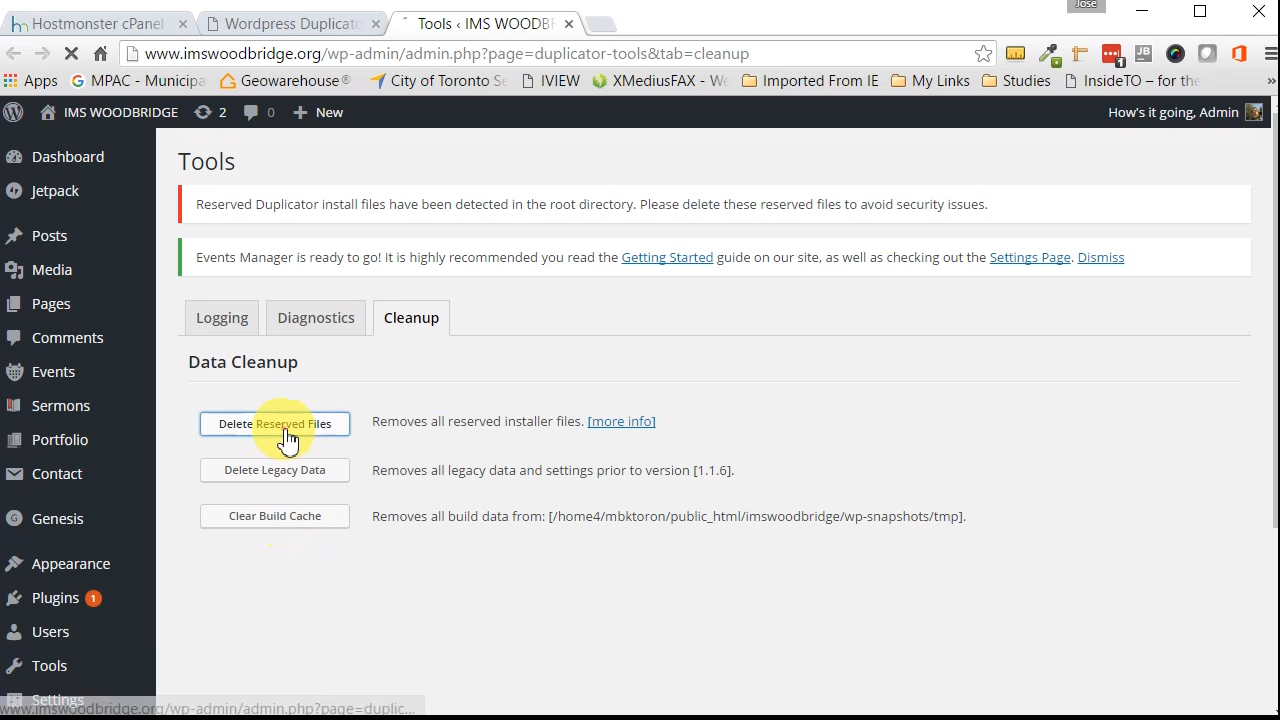 Jose
Hostmonster cPanel
Wordpress Duplicato
Tools ‹ IMS WOODBR
www.imswoodbridge.org/wp-admin/admin.php?page=duplicator-tools&tab=cleanup
Apps
MPAC - Municipa
Geowarehouse®
City of Toronto Se
IVIEW
XMediusFAX - We
Imported From IE
My Links
Studies
InsideTO – for the
IMS WOODBRIDGE
2
0
New
How's it going, Admin
Dashboard
Jetpack
Posts
Media
Pages
Comments
Events
Sermons
Portfolio
Contact
Genesis
Appearance
Plugins 1
Users
Tools
Settings
Tools
Reserved Duplicator install files have been detected in the root directory. Please delete these reserved files to avoid security issues.
Events Manager is ready to go! It is highly recommended you read the Getting Started guide on our site, as well as checking out the Settings Page. Dismiss
Logging
Diagnostics
Cleanup
Data Cleanup
Delete Reserved Files
Removes all reserved installer files. [more info]
Delete Legacy Data
Removes all legacy data and settings prior to version [1.1.6].
Clear Build Cache
Removes all build data from: [/home4/mbktoron/public_html/imswoodbridge/wp-snapshots/tmp].
www.imswoodbridge.org/wp-admin/admin.php?page=duplic...